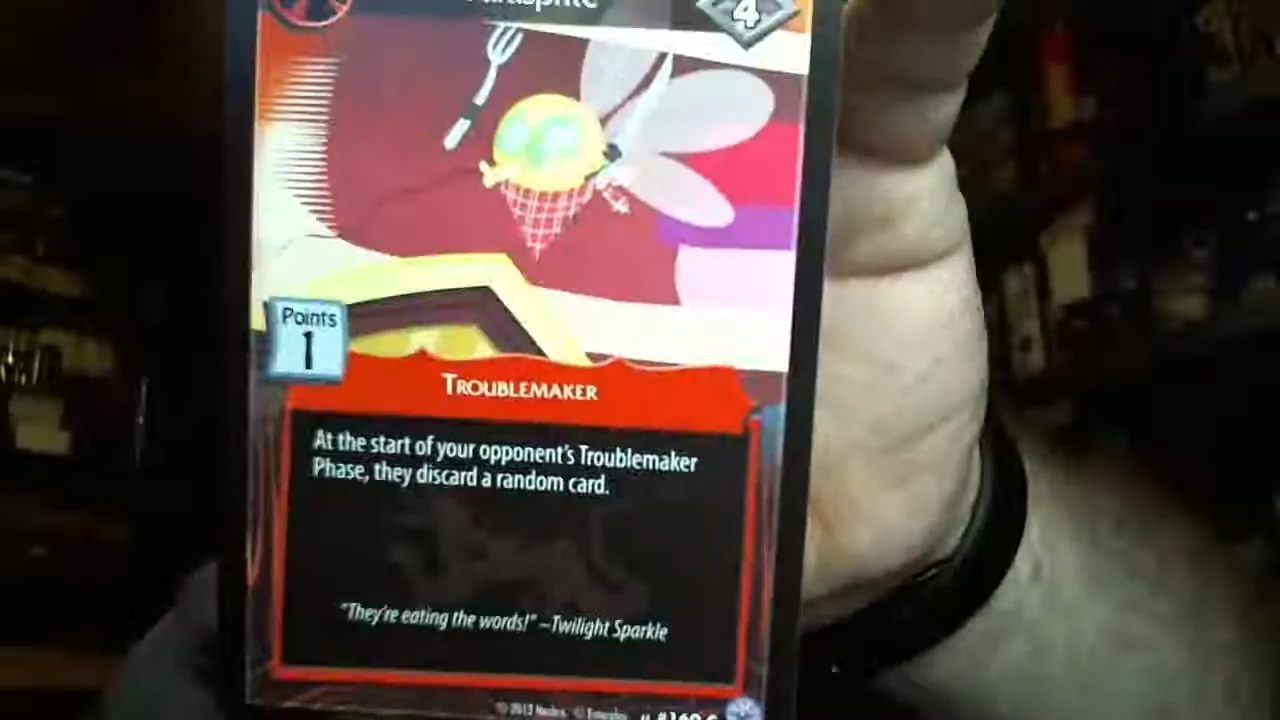 4
Points
1
TROUBLEMAKER
At the start of your opponent's Troublemaker
Phase, they discard a random card.
"They're eating the words!" –Twilight Sparkle